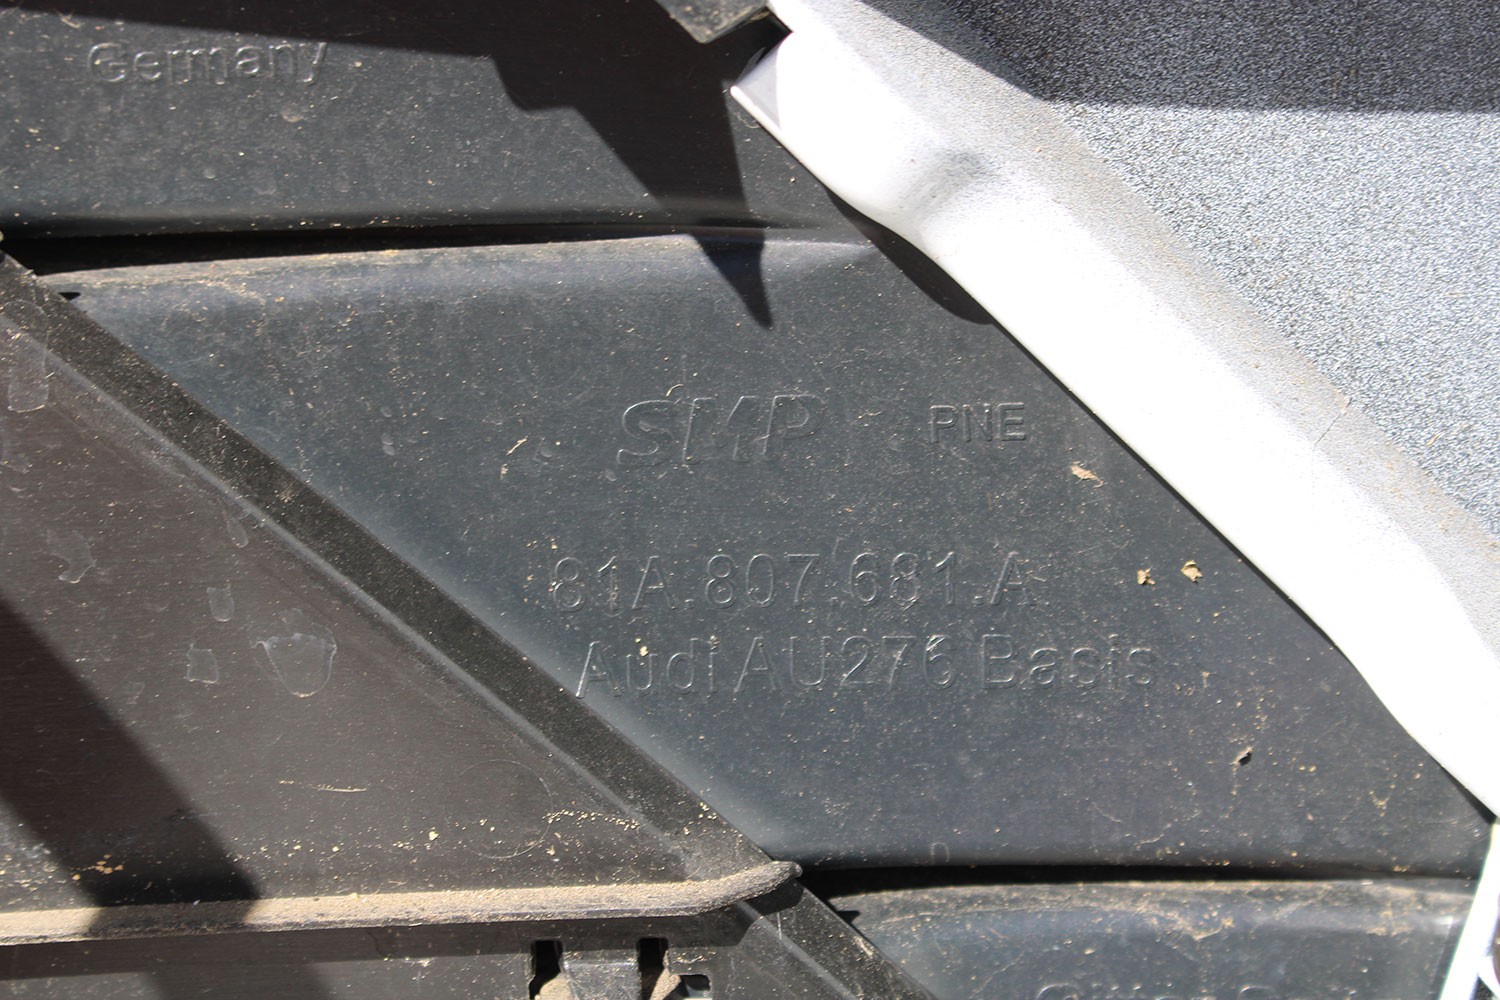 Germany
SMP PNE
81A.807.681.A
Audi AU276 Basis